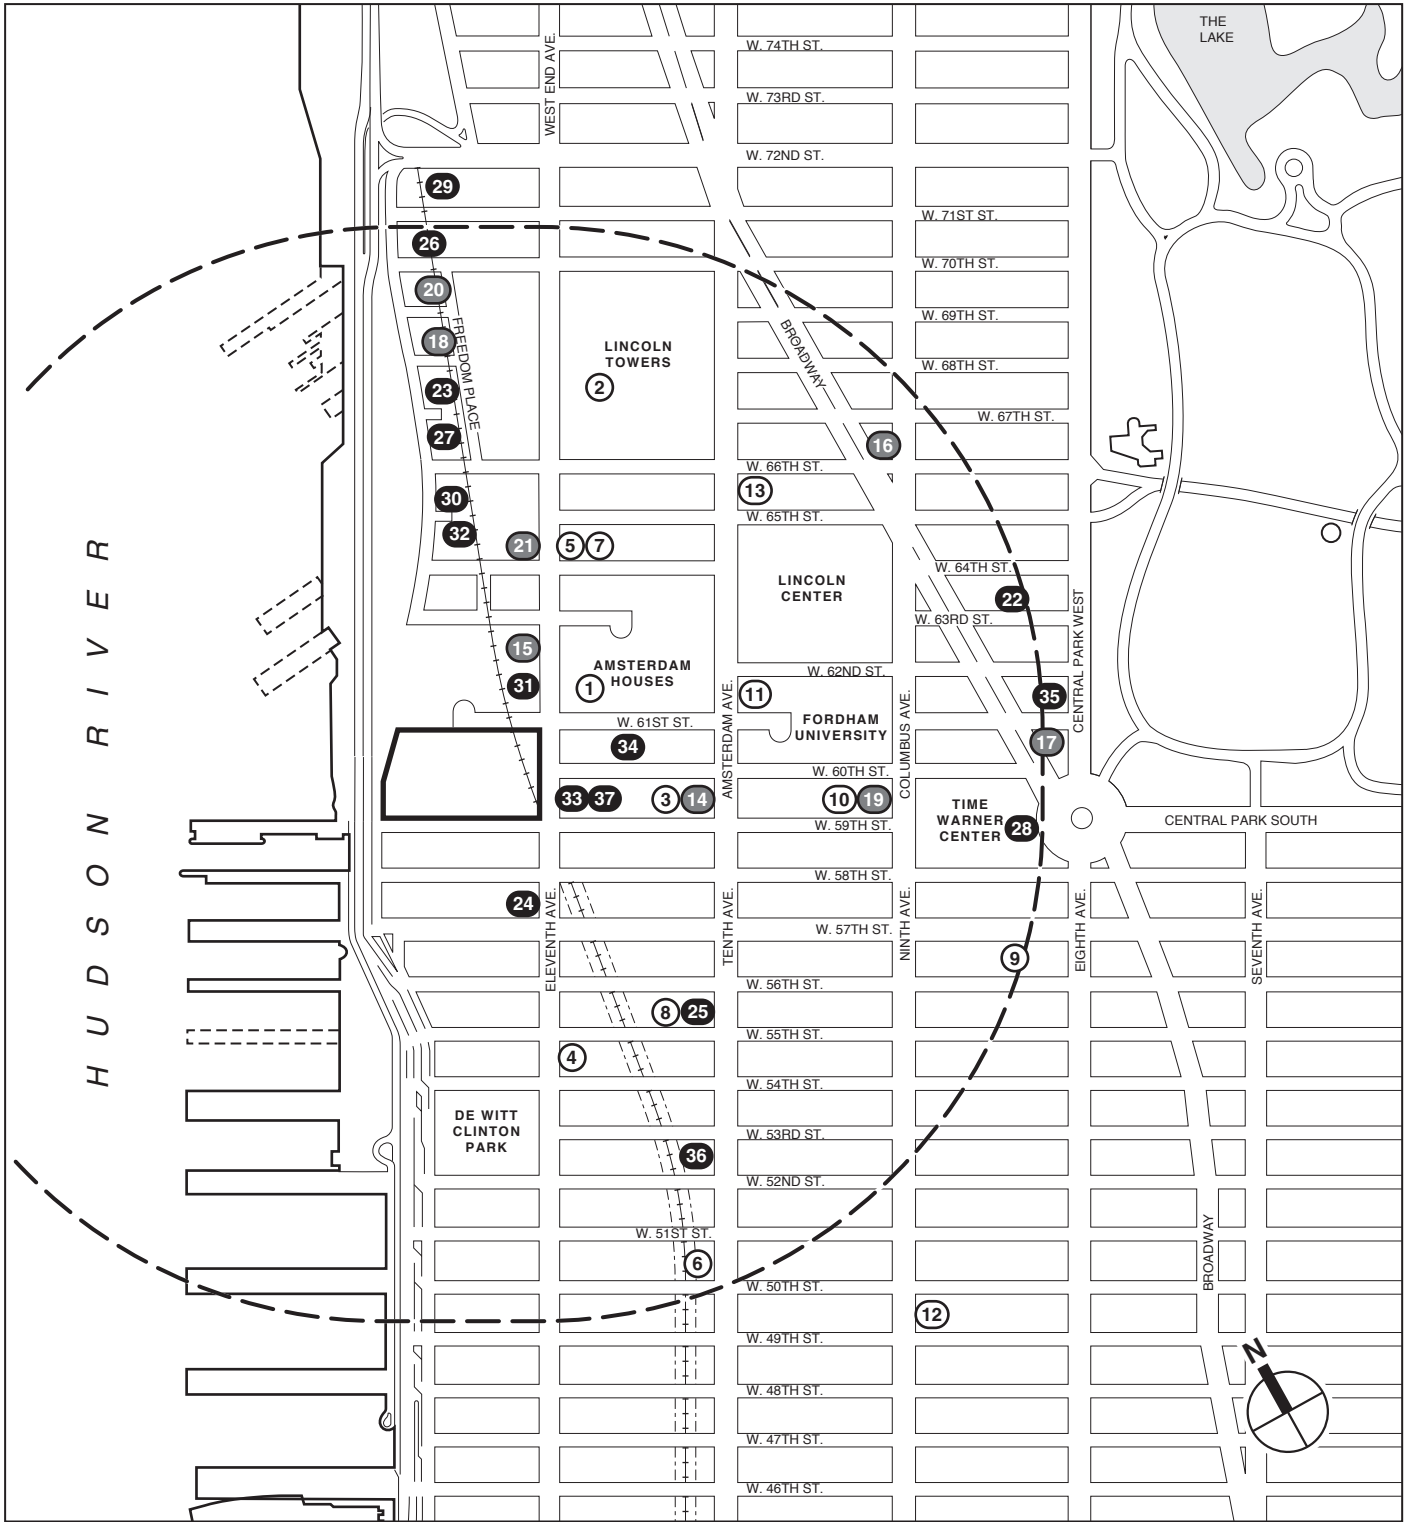 THE
LAKE
W. 74TH ST.
WEST END AVE.
W. 73RD ST.
W. 72ND ST.
29
W. 71ST ST.
26
W. 70TH ST.
20
W. 69TH ST.
FREEDOM PLACE
18
LINCOLN
TOWERS
2
BROADWAY
W. 68TH ST.
23
W. 67TH ST.
27
16
W. 66TH ST.
13
30
W. 65TH ST.
32
21
5
7
W. 64TH ST.
LINCOLN
CENTER
22
W. 63RD ST.
CENTRAL PARK WEST
15
AMSTERDAM
HOUSES
1
W. 62ND ST.
31
11
35
W. 61ST ST.
FORDHAM
UNIVERSITY
AMSTERDAM AVE.
COLUMBUS AVE.
34
17
W. 60TH ST.
33
37
3
14
10
19
TIME
WARNER
CENTER
28
W. 59TH ST.
CENTRAL PARK SOUTH
HUDSON RIVER
W. 58TH ST.
24
ELEVENTH AVE.
TENTH AVE.
NINTH AVE.
EIGHTH AVE.
SEVENTH AVE.
W. 57TH ST.
9
W. 56TH ST.
8
25
W. 55TH ST.
4
W. 54TH ST.
DE WITT
CLINTON
PARK
W. 53RD ST.
36
W. 52ND ST.
W. 51ST ST.
BROADWAY
6
W. 50TH ST.
12
W. 49TH ST.
N
W. 48TH ST.
W. 47TH ST.
W. 46TH ST.